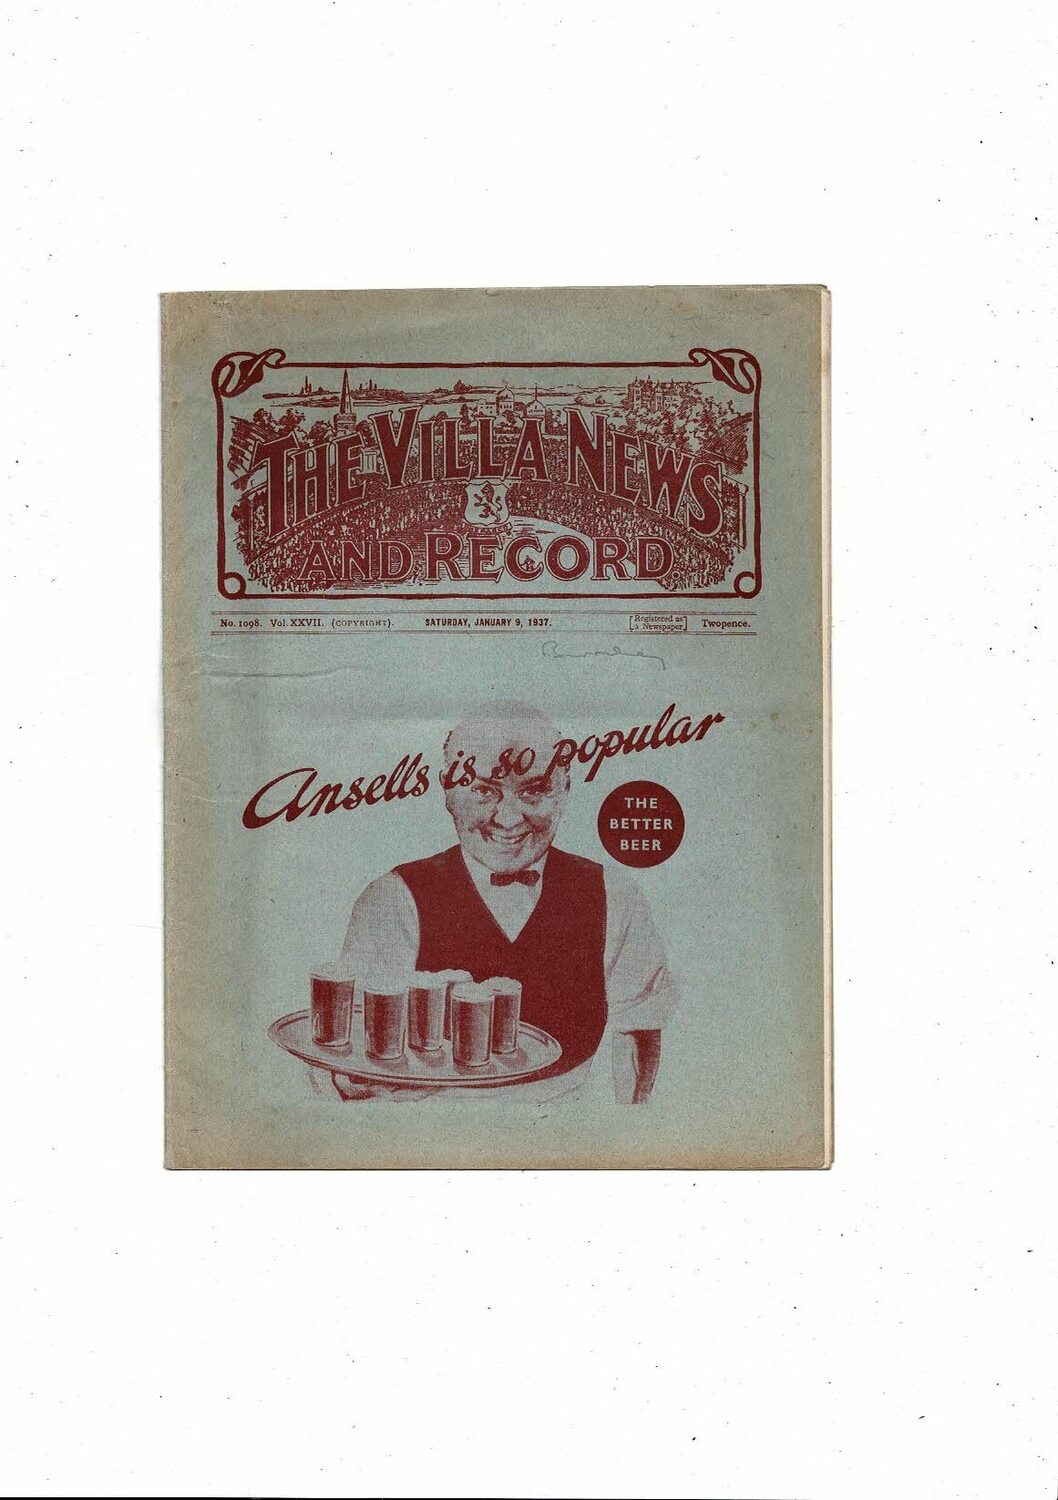 THE VILLA NEWS
AND RECORD
No. 1098. Vol. XXVII. (COPYRIGHT). SATURDAY, JANUARY 9, 1937. [Registered as a Newspaper] Twopence.
Burnley
Ansells is so popular
THE
BETTER
BEER